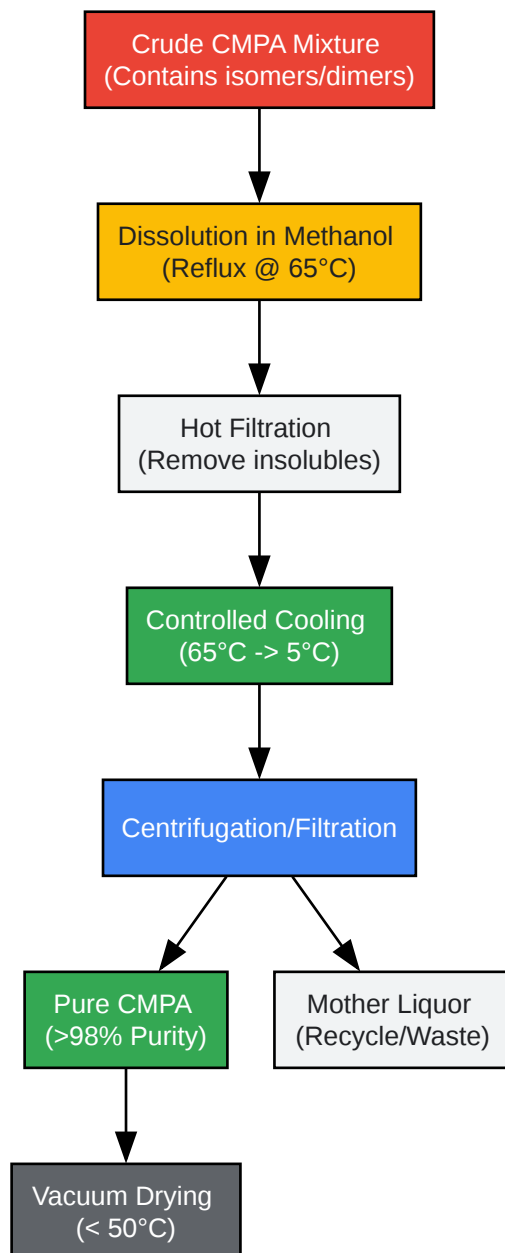 Crude CMPA Mixture
(Contains isomers/dimers)
Dissolution in Methanol
(Reflux @ 65°C)
Hot Filtration
(Remove insolubles)
Controlled Cooling
(65°C -> 5°C)
Centrifugation/Filtration
Pure CMPA
(>98% Purity)
Mother Liquor
(Recycle/Waste)
Vacuum Drying
(< 50°C)